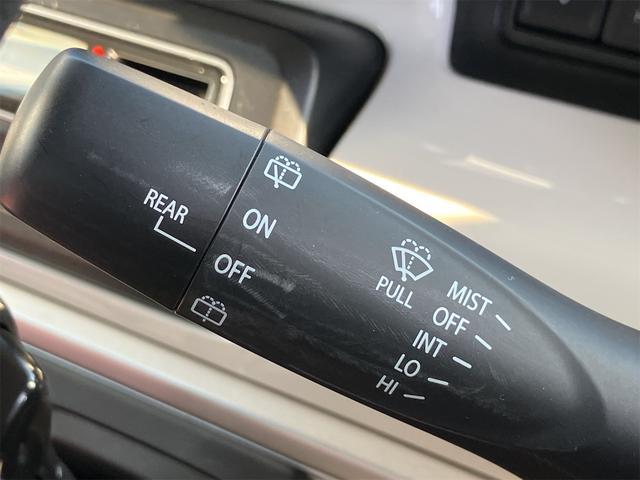 REAR
ON
OFF
PULL
MIST
OFF
INT
LO
HI